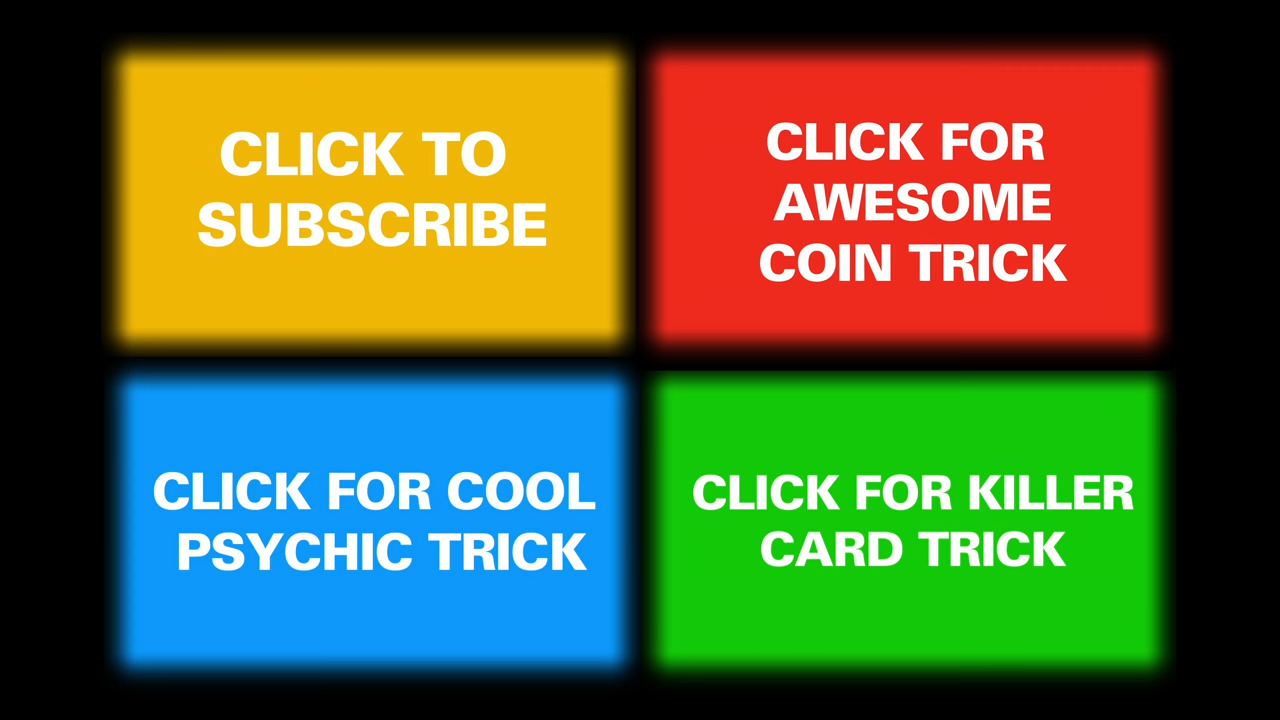 CLICK TO
SUBSCRIBE
CLICK FOR
AWESOME
COIN TRICK
CLICK FOR COOL
PSYCHIC TRICK
CLICK FOR KILLER
CARD TRICK